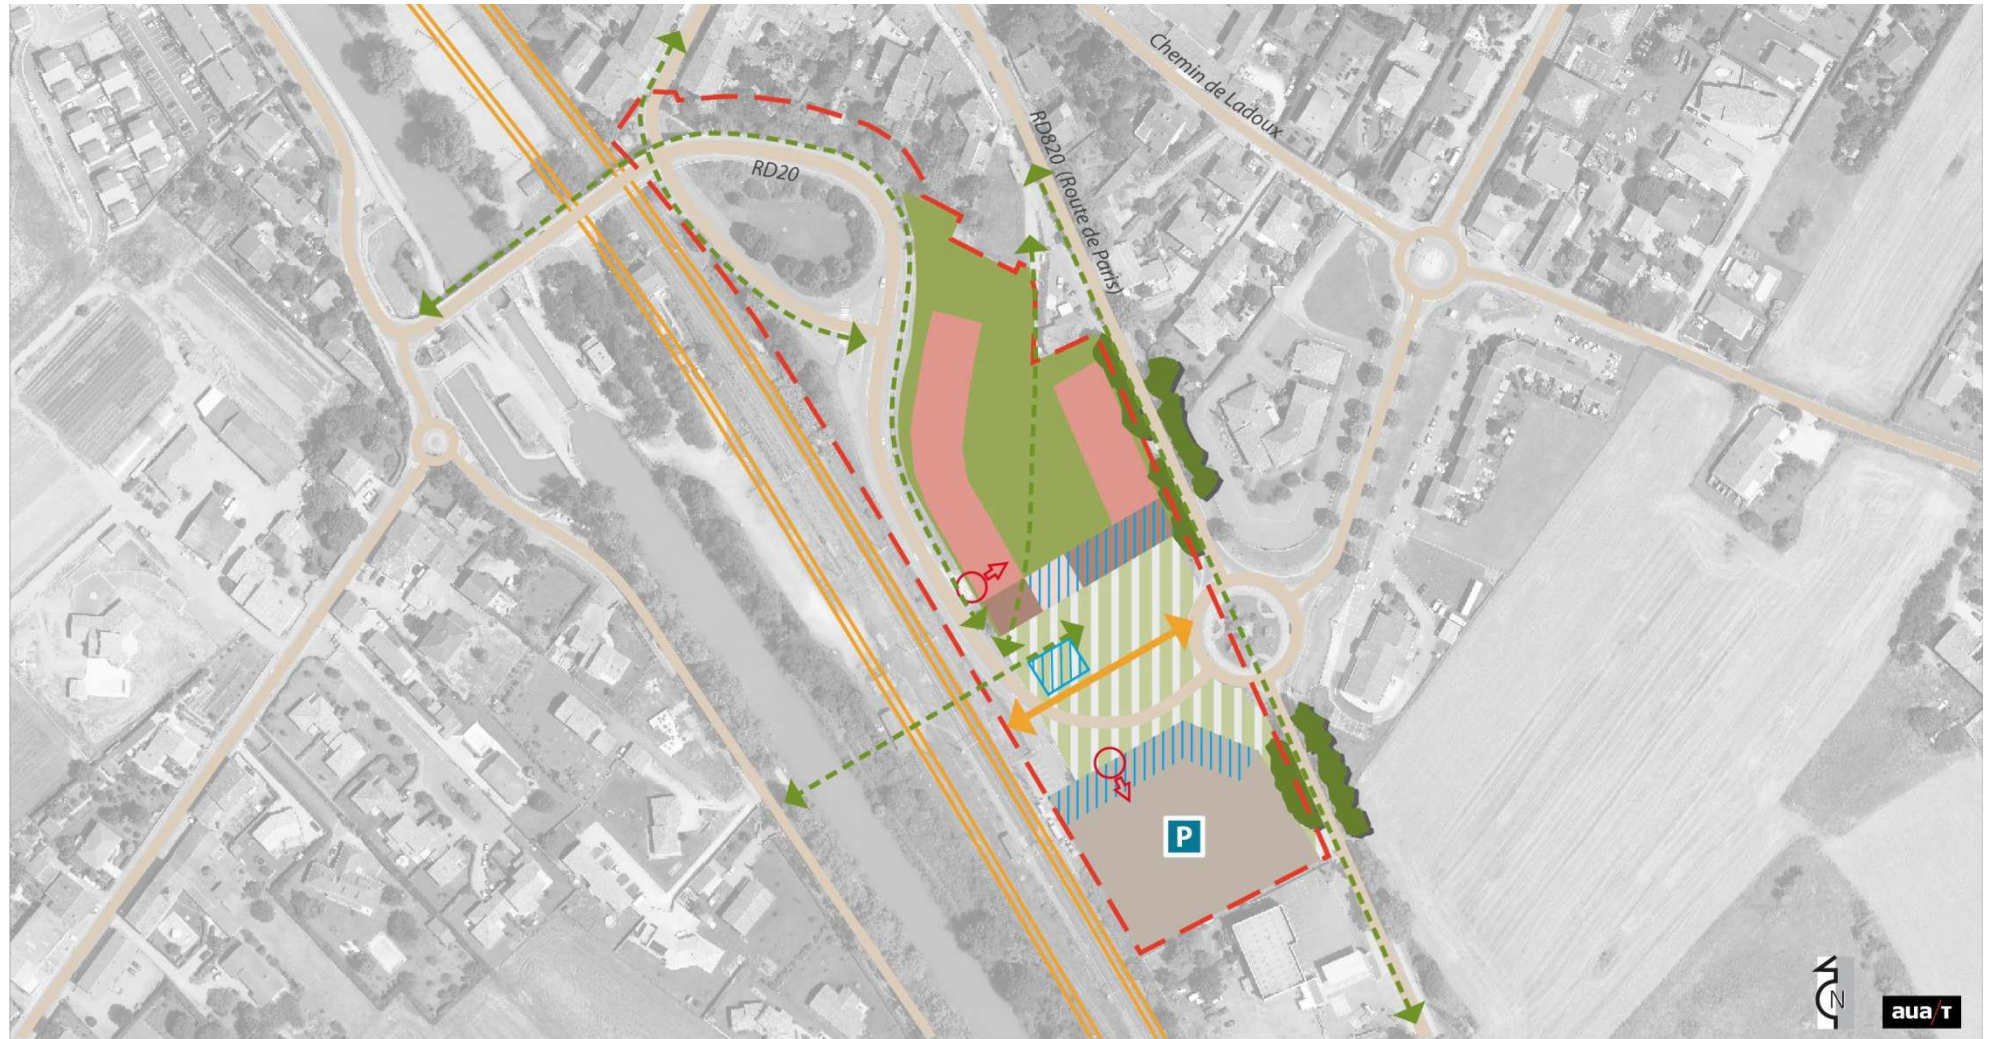 Chemin de Ladoux
RD820 (Route de Paris)
RD20
P
N
aua/T